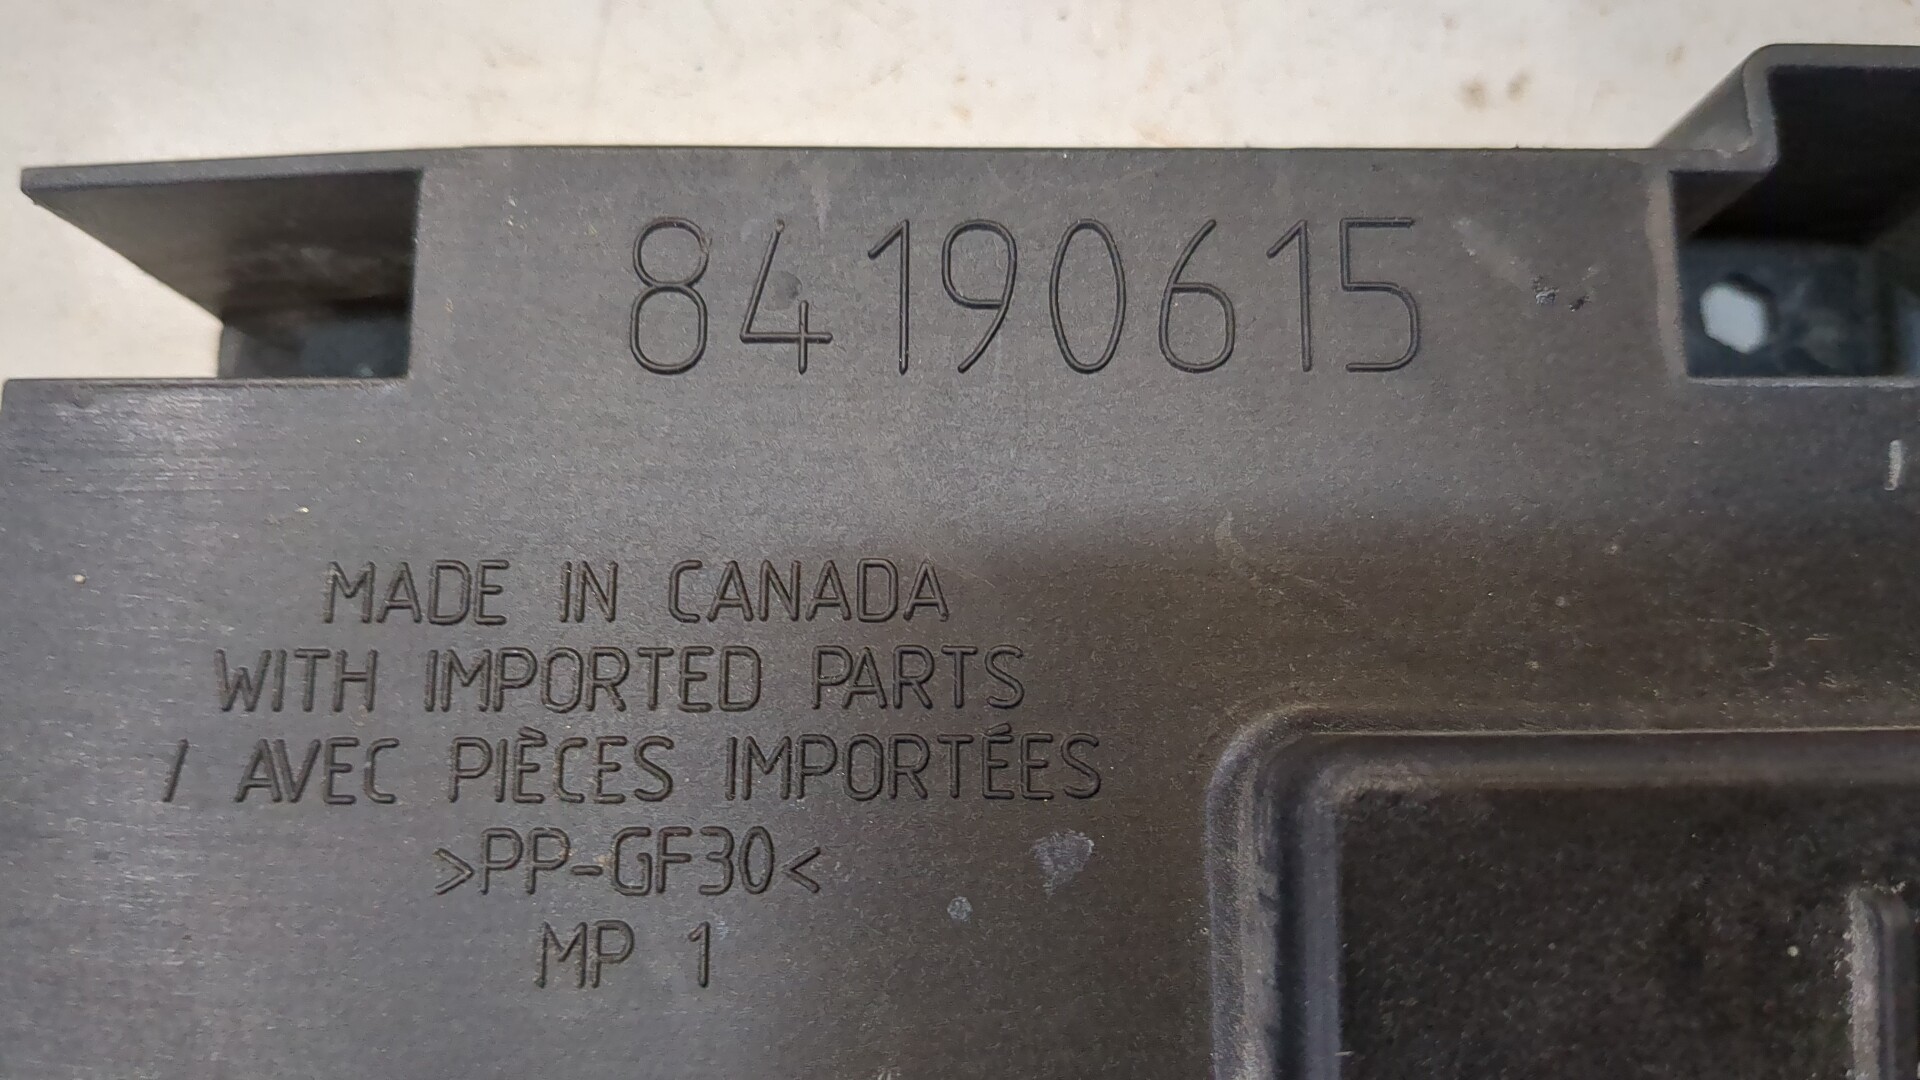 84190615
MADE IN CANADA
WITH IMPORTED PARTS
/ AVEC PIÈCES IMPORTÉES
>PP-GF30<
MP 1